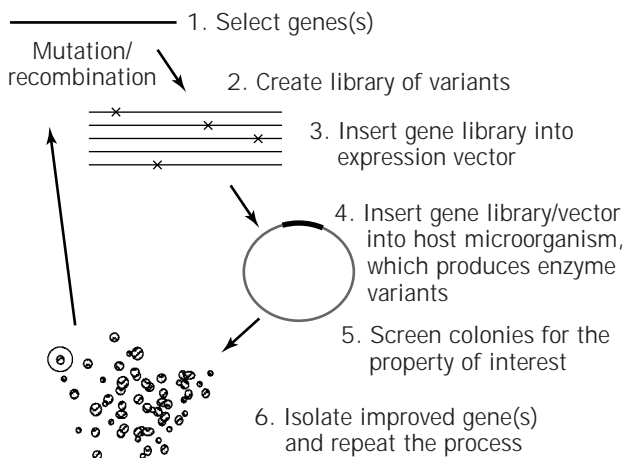 1. Select genes(s)
Mutation/
recombination
2. Create library of variants
3. Insert gene library into
expression vector
4. Insert gene library/vector
into host microorganism,
which produces enzyme
variants
5. Screen colonies for the
property of interest
6. Isolate improved gene(s)
and repeat the process